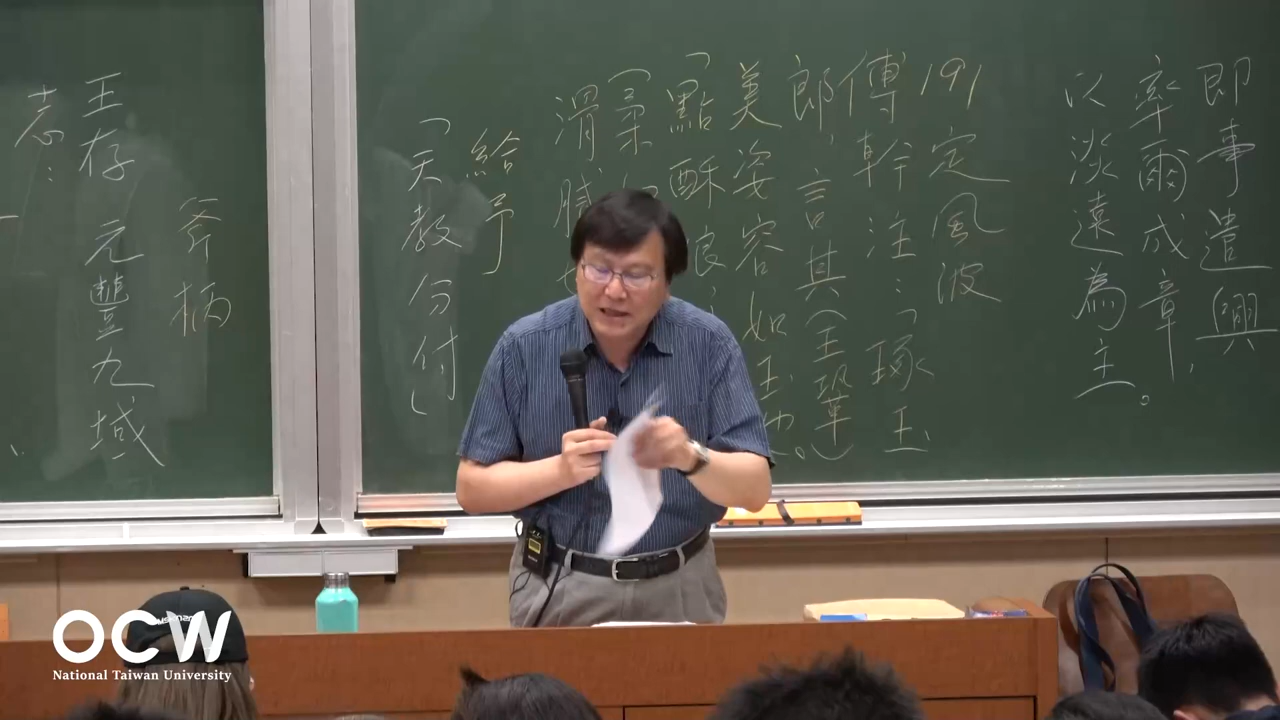 即事遣興
率爾成章,
以淡遠為主。
191 定風波
傅幹注:「琢玉
郎,言其(王鞏)
美姿容如玉也。
「點酥娘,
「柔
滑膩
給予
「天教分付」
斧柄
王存 元豐九域
志:
OCW
National Taiwan University